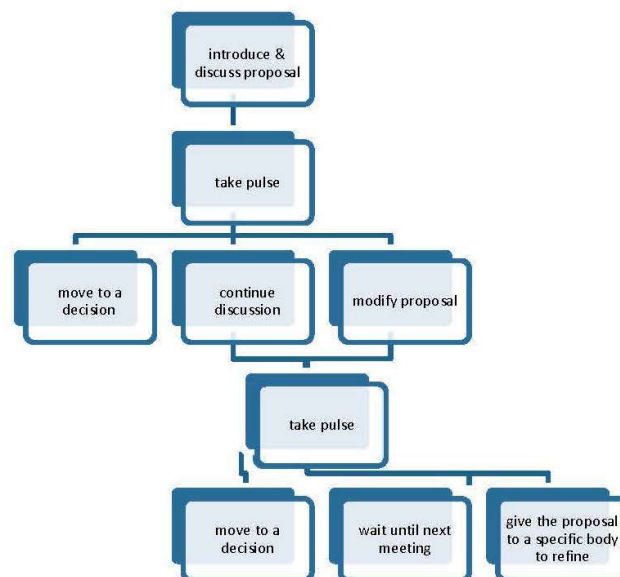 introduce &
discuss proposal
take pulse
move to a
decision
continue
discussion
modify proposal
take pulse
move to a
decision
wait until next
meeting
give the proposal
to a specific body
to refine